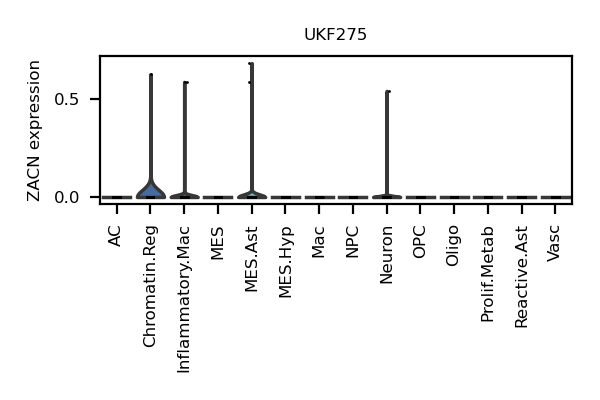 UKF275
ZACN expression
0.5
0.0
AC
Chromatin.Reg
Inflammatory.Mac
MES
MES.Ast
MES.Hyp
Mac
NPC
Neuron
OPC
Oligo
Prolif.Metab
Reactive.Ast
Vasc